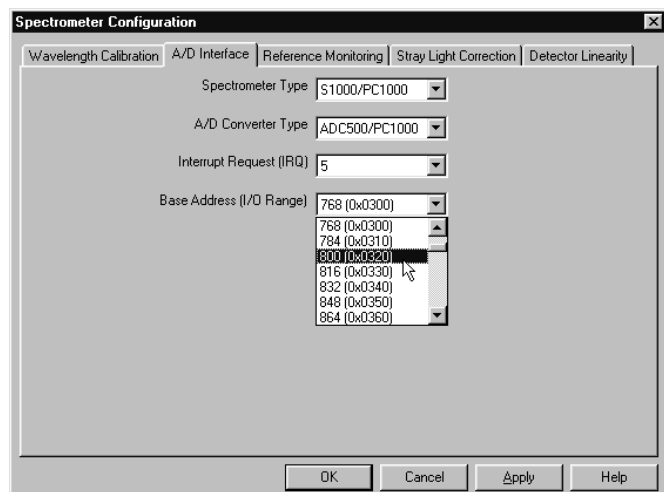 Spectrometer Configuration
Wavelength Calibration A/D Interface Reference Monitoring Stray Light Correction Detector Linearity
Spectrometer Type S1000/PC1000
A/D Converter Type ADC500/PC1000
Interrupt Request (IRQ) 5
Base Address (I/O Range) 768 (0x0300)
768 (0x0300)
784 (0x0310)
800 (0x0320)
816 (0x0330)
832 (0x0340)
848 (0x0350)
864 (0x0360)
OK Cancel Apply Help